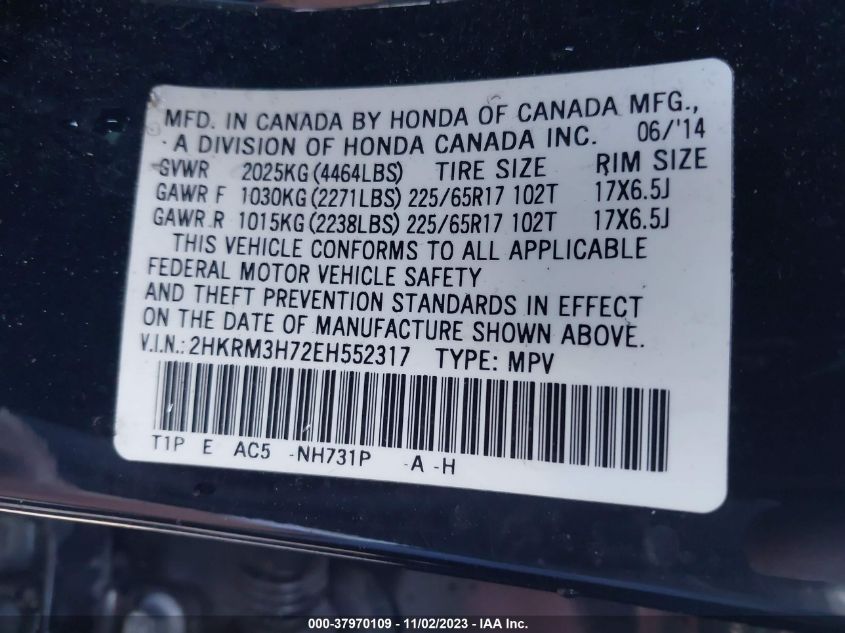 MFD. IN CANADA BY HONDA OF CANADA MFG.,
A DIVISION OF HONDA CANADA INC. 06/'14
GVWR 2025KG (4464LBS) TIRE SIZE RIM SIZE
GAWR F 1030KG (2271LBS) 225/65R17 102T 17X6.5J
GAWR R 1015KG (2238LBS) 225/65R17 102T 17X6.5J
THIS VEHICLE CONFORMS TO ALL APPLICABLE
FEDERAL MOTOR VEHICLE SAFETY
AND THEFT PREVENTION STANDARDS IN EFFECT
ON THE DATE OF MANUFACTURE SHOWN ABOVE.
V.I.N.: 2HKRM3H72EH552317 TYPE: MPV
T1P E AC5 -NH731P -A -H
000-37970109 - 11/02/2023 - IAA Inc.